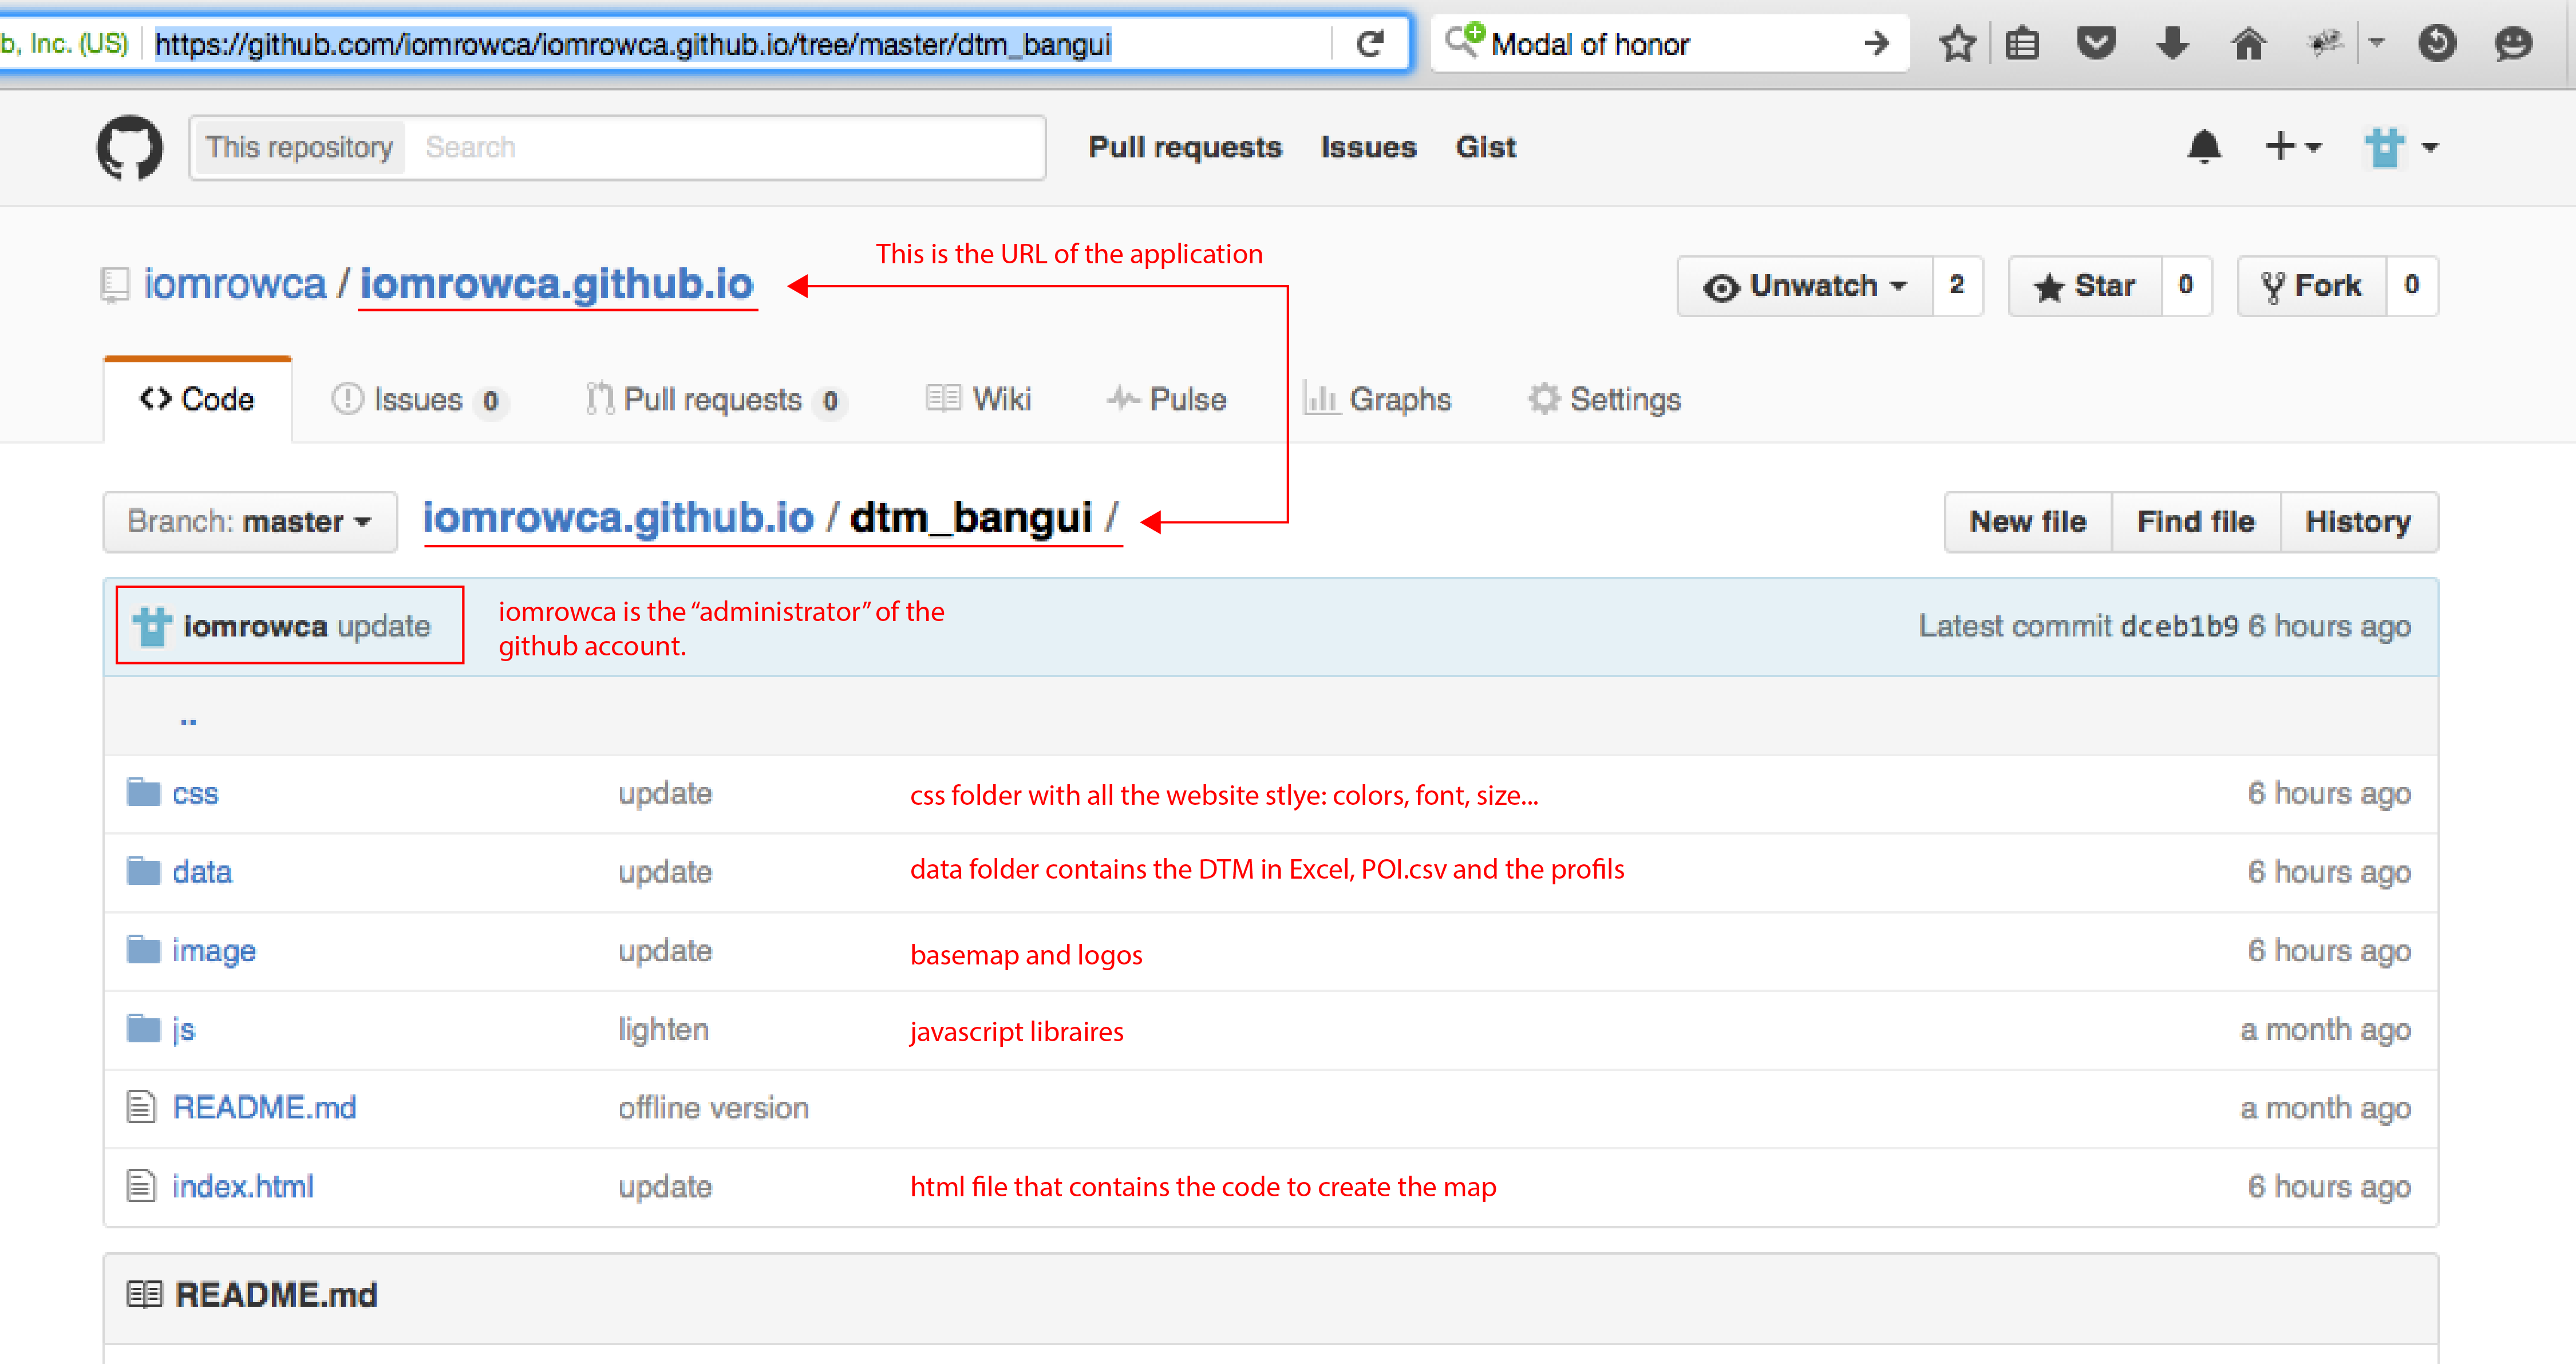 b, Inc. (US) https://github.com/iomrowca/iomrowca.github.io/tree/master/dtm_bangui Modal of honor
This repository Search Pull requests Issues Gist
This is the URL of the application
iomrowca / iomrowca.github.io Unwatch 2 Star 0 Fork 0
Code Issues 0 Pull requests 0 Wiki Pulse Graphs Settings
Branch: master iomrowca.github.io / dtm_bangui / New file Find file History
iomrowca update iomrowca is the “administrator” of the
github account.
Latest commit dceb1b9 6 hours ago
..
css update css folder with all the website stlye: colors, font, size... 6 hours ago
data update data folder contains the DTM in Excel, POI.csv and the profils 6 hours ago
image update basemap and logos 6 hours ago
js lighten javascript libraires a month ago
README.md offline version a month ago
index.html update html file that contains the code to create the map 6 hours ago
README.md